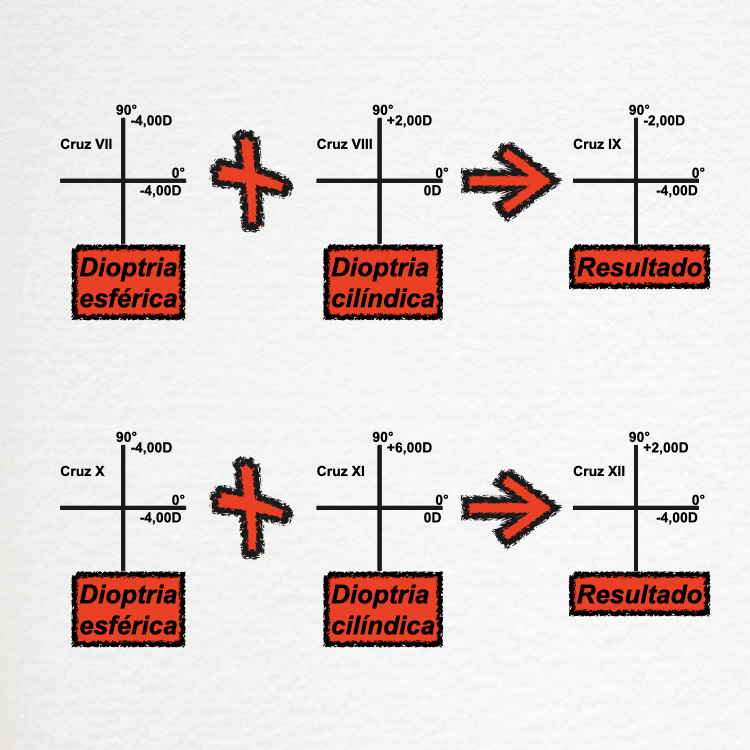 90°
-4,00D
Cruz VII
0°
-4,00D
Dioptria
esférica
90°
+2,00D
Cruz VIII
0°
0D
Dioptria
cilíndica
90°
-2,00D
Cruz IX
0°
-4,00D
Resultado
90°
-4,00D
Cruz X
0°
-4,00D
Dioptria
esférica
90°
+6,00D
Cruz XI
0°
0D
Dioptria
cilíndica
90°
+2,00D
Cruz XII
0°
-4,00D
Resultado